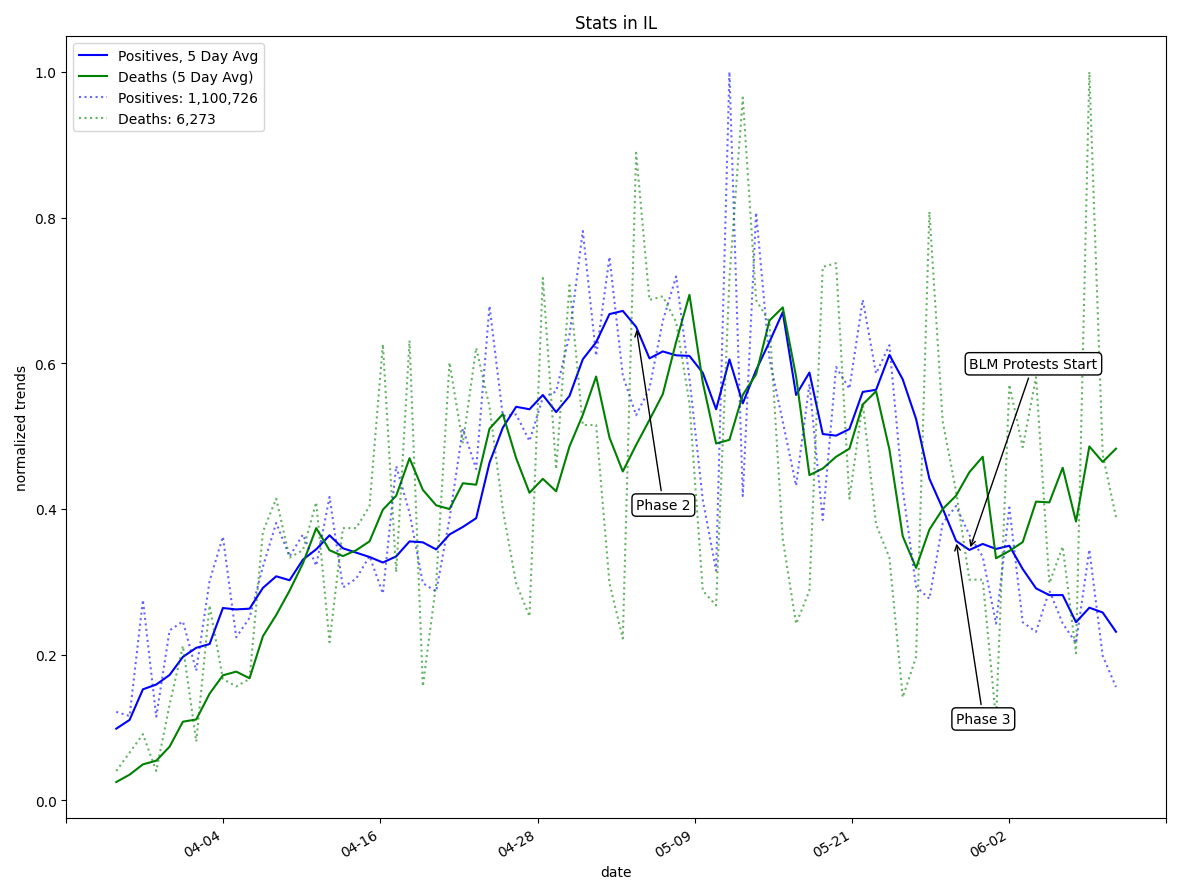 Stats in IL
Positives, 5 Day Avg
Deaths (5 Day Avg)
Positives: 1,100,726
Deaths: 6,273
1.0
0.8
0.6
0.4
0.2
0.0
normalized trends
BLM Protests Start
Phase 2
Phase 3
04-04
04-16
04-28
05-09
05-21
06-02
date